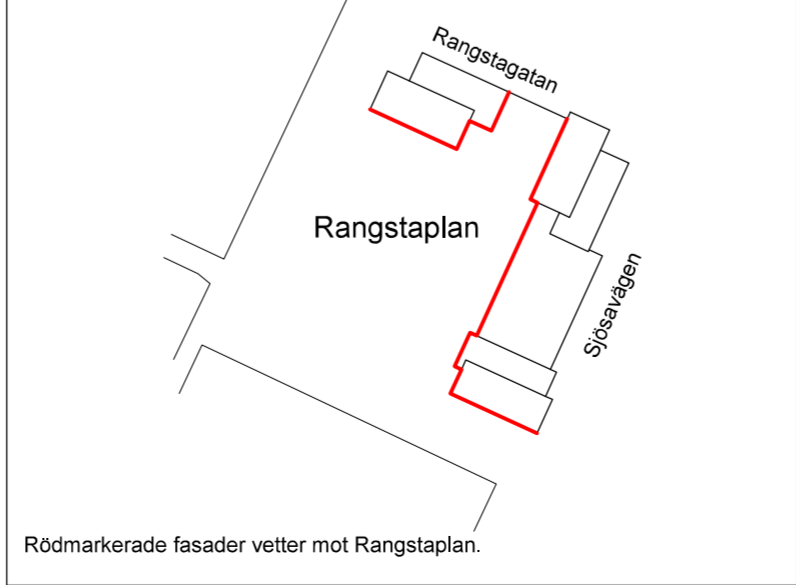 Rangstagatan
Rangstaplan
Sjösavägen
Rödmarkerade fasader vetter mot Rangstaplan.